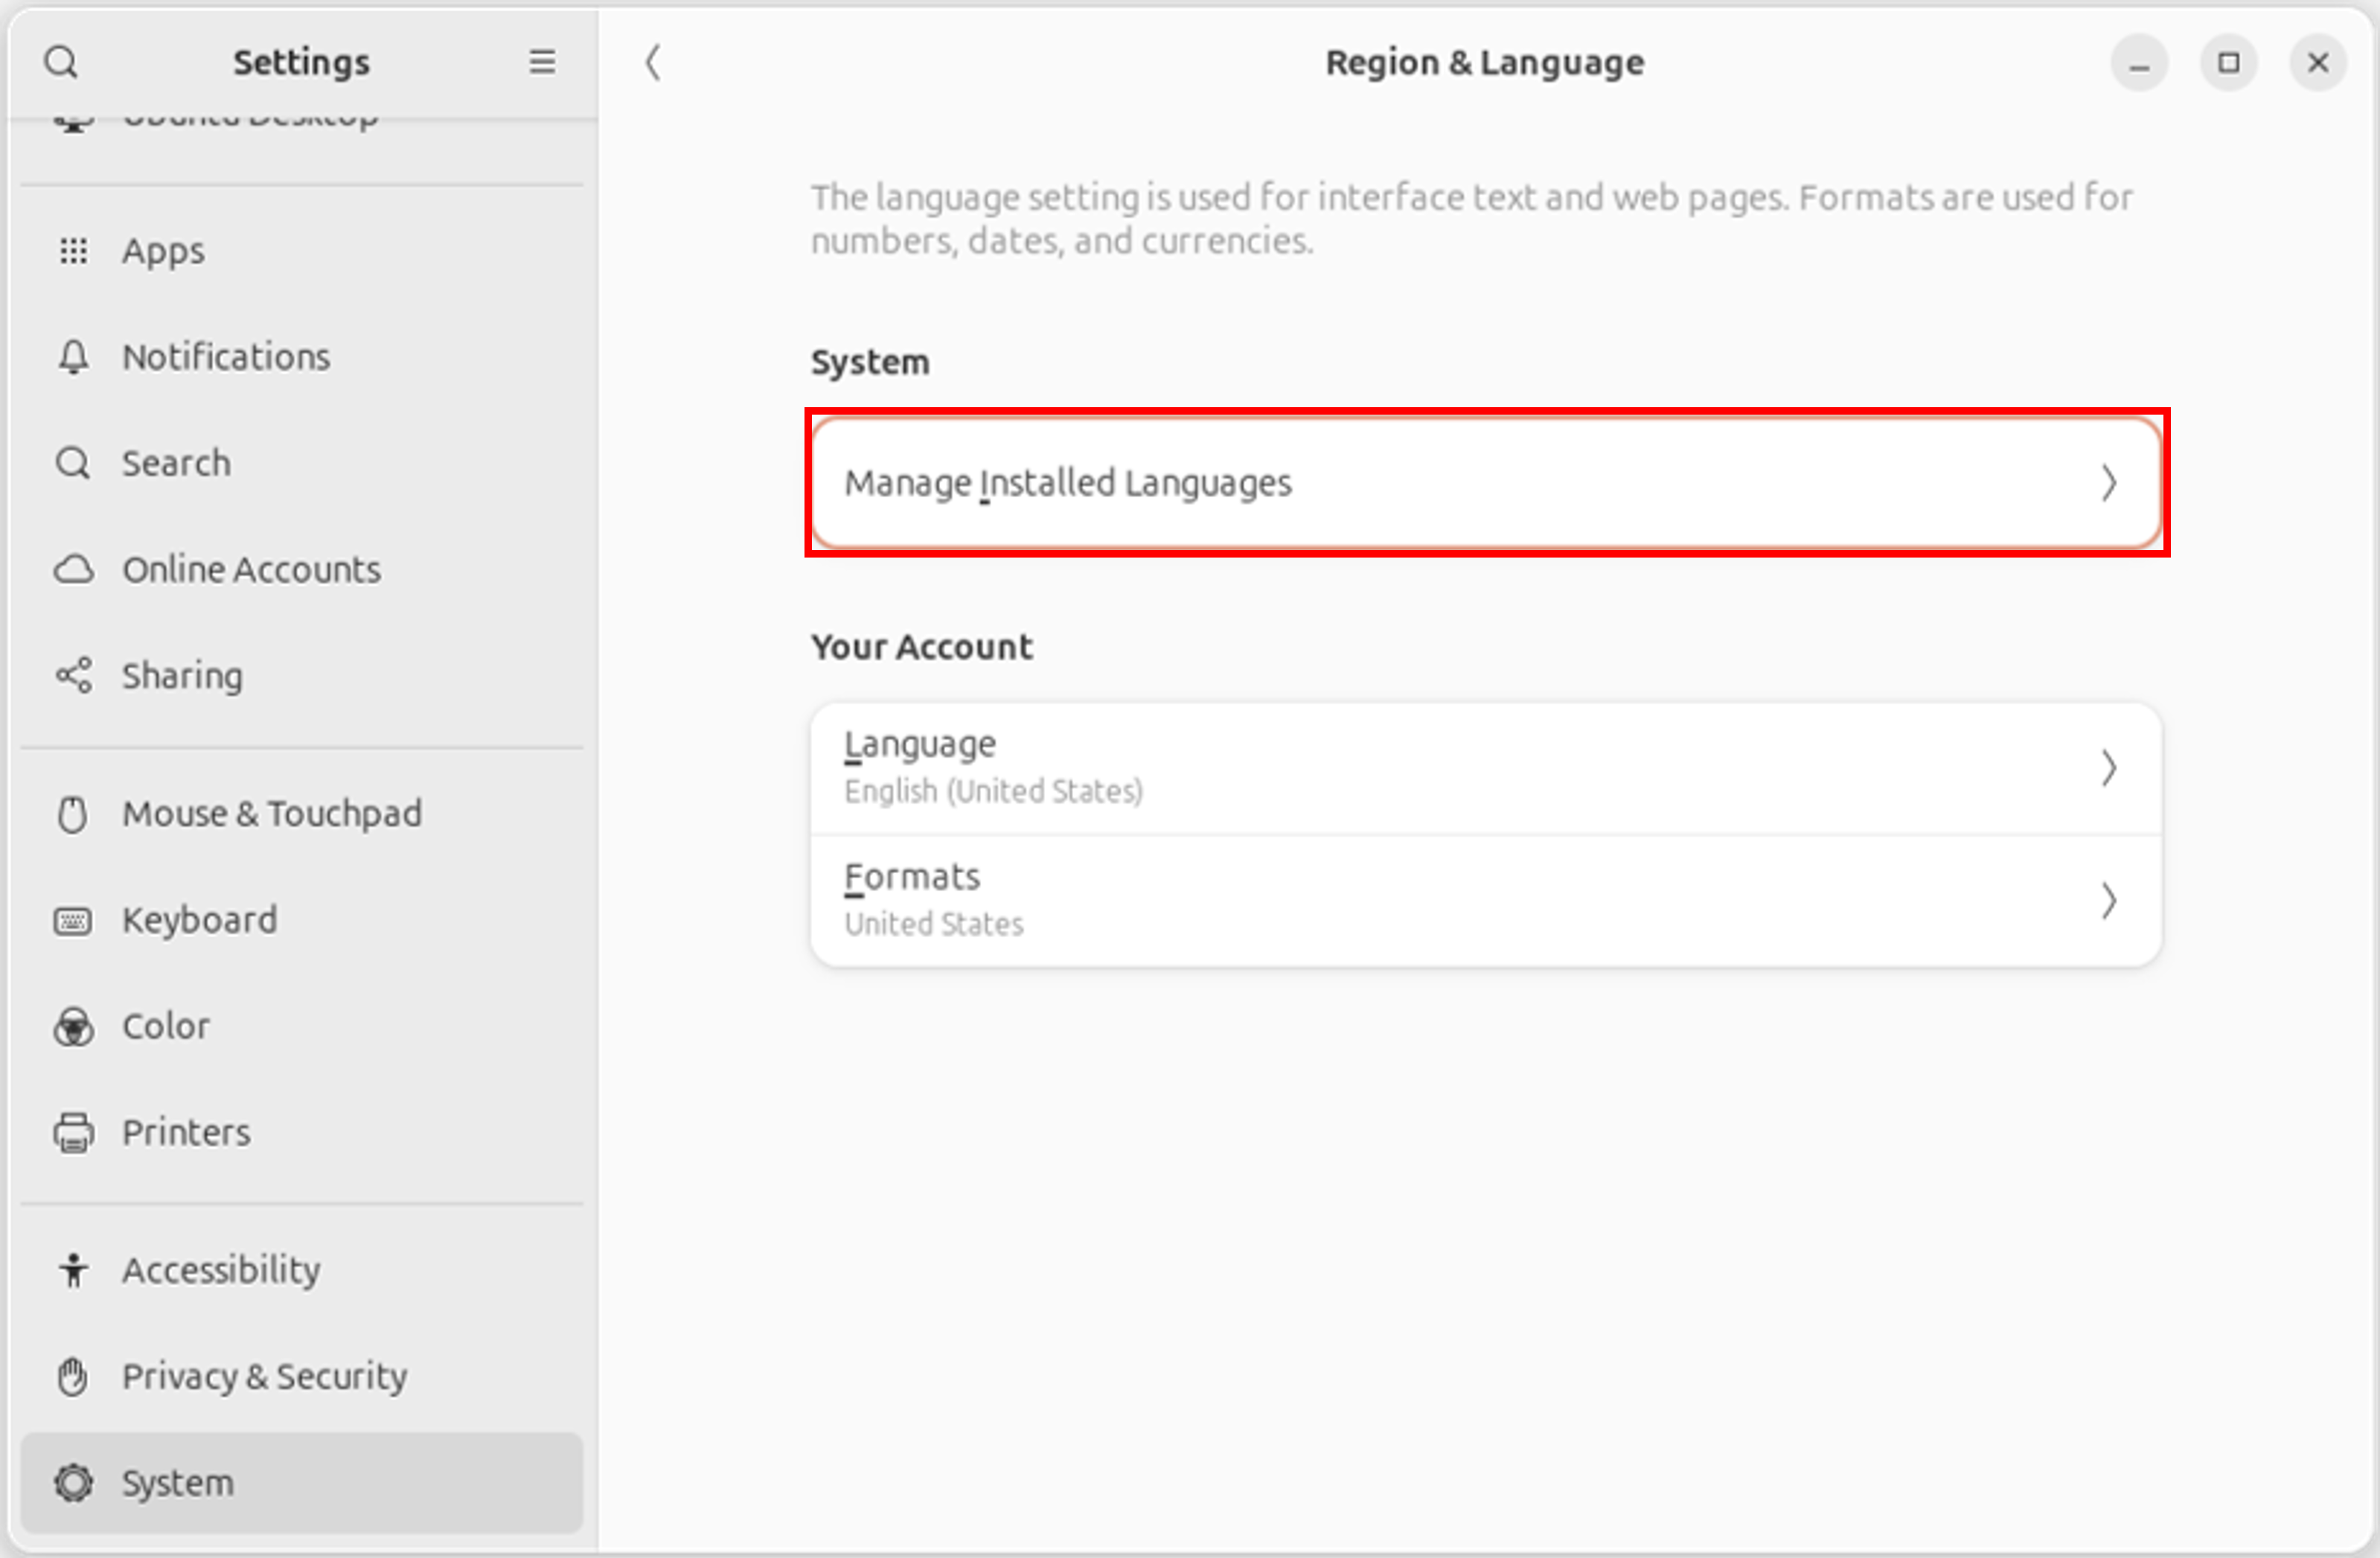 Settings
Ubuntu Desktop
Apps
Notifications
Search
Online Accounts
Sharing
Mouse & Touchpad
Keyboard
Color
Printers
Accessibility
Privacy & Security
System
Region & Language
The language setting is used for interface text and web pages. Formats are used for
numbers, dates, and currencies.
System
Manage Installed Languages
Your Account
Language
English (United States)
Formats
United States